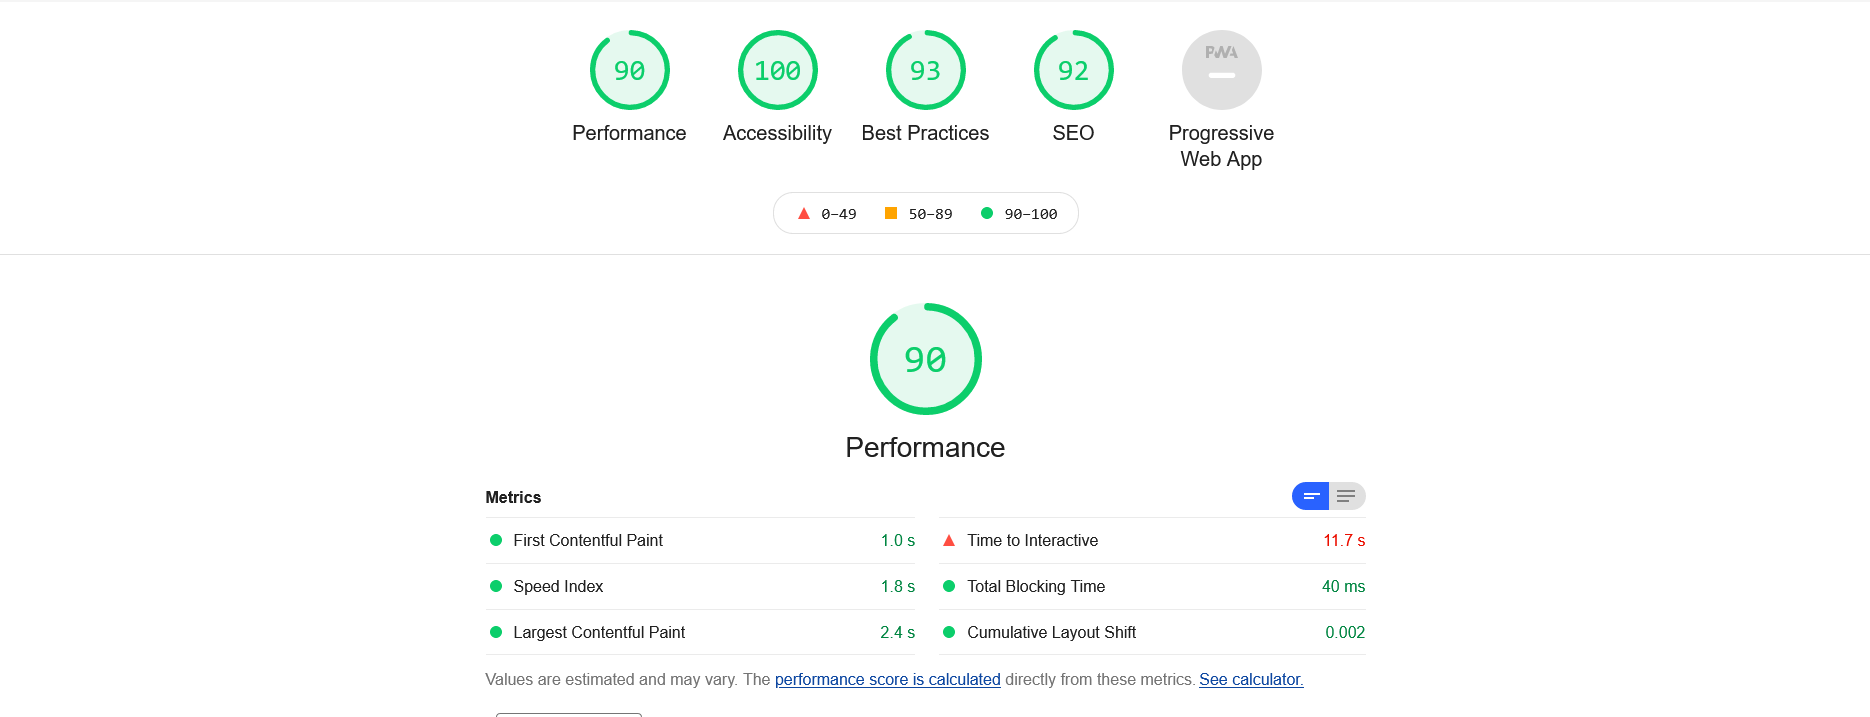 90 100 93 92 PWA
Performance Accessibility Best Practices SEO Progressive
Web App
0–49 50–89 90–100
90
Performance
Metrics
First Contentful Paint 1.0 s Time to Interactive 11.7 s
Speed Index 1.8 s Total Blocking Time 40 ms
Largest Contentful Paint 2.4 s Cumulative Layout Shift 0.002
Values are estimated and may vary. The performance score is calculated directly from these metrics. See calculator.